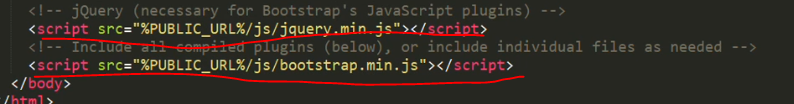 <!-- jQuery (necessary for Bootstrap's JavaScript plugins) -->
<script src="%PUBLIC_URL%/js/jquery.min.js"></script>
<!-- Include all compiled plugins (below), or include individual files as needed -->
<script src="%PUBLIC_URL%/js/bootstrap.min.js"></script>
</body>
</html>